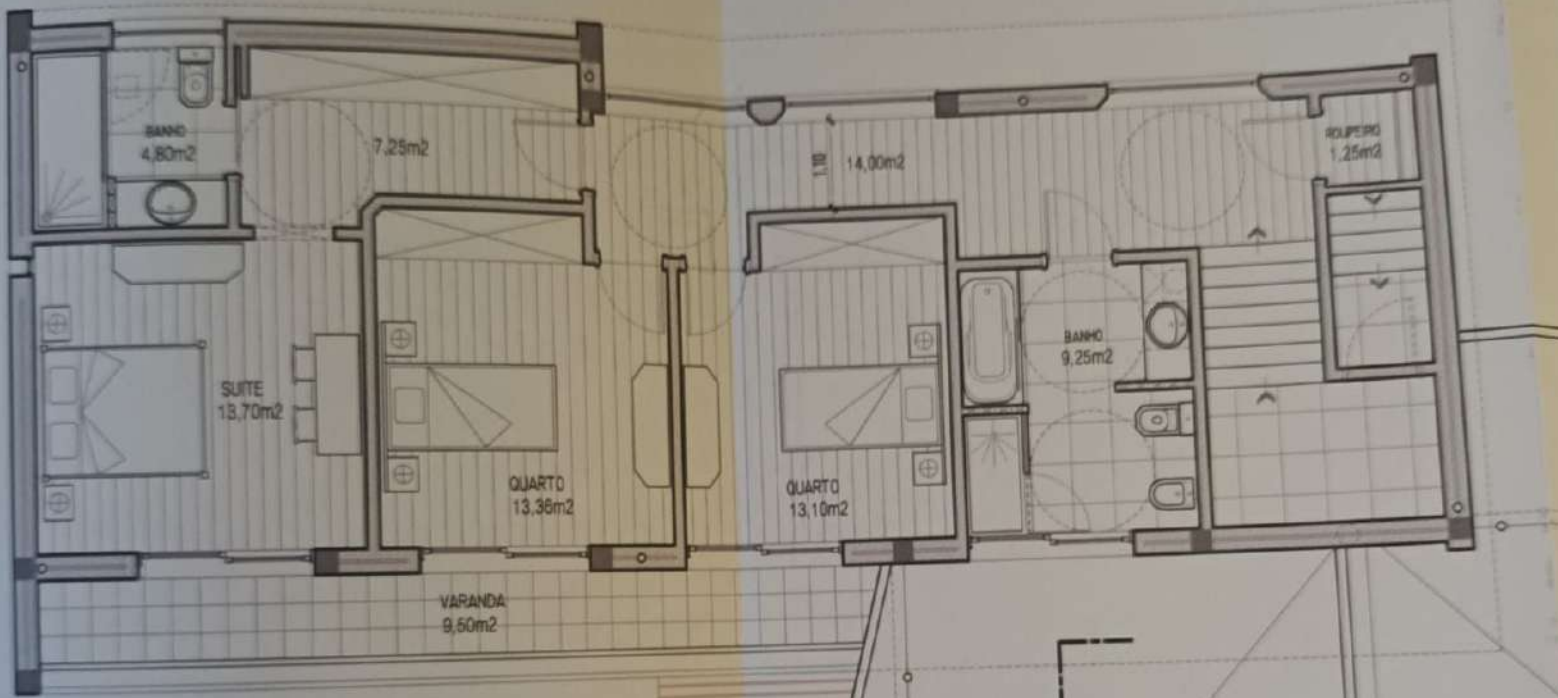 BANHO
4,80m2
7,25m2
1,10
14,00m2
ROUPEIRO
1,25m2
SUITE
13,70m2
QUARTO
13,36m2
QUARTO
13,10m2
BANHO
9,25m2
VARANDA
9,50m2